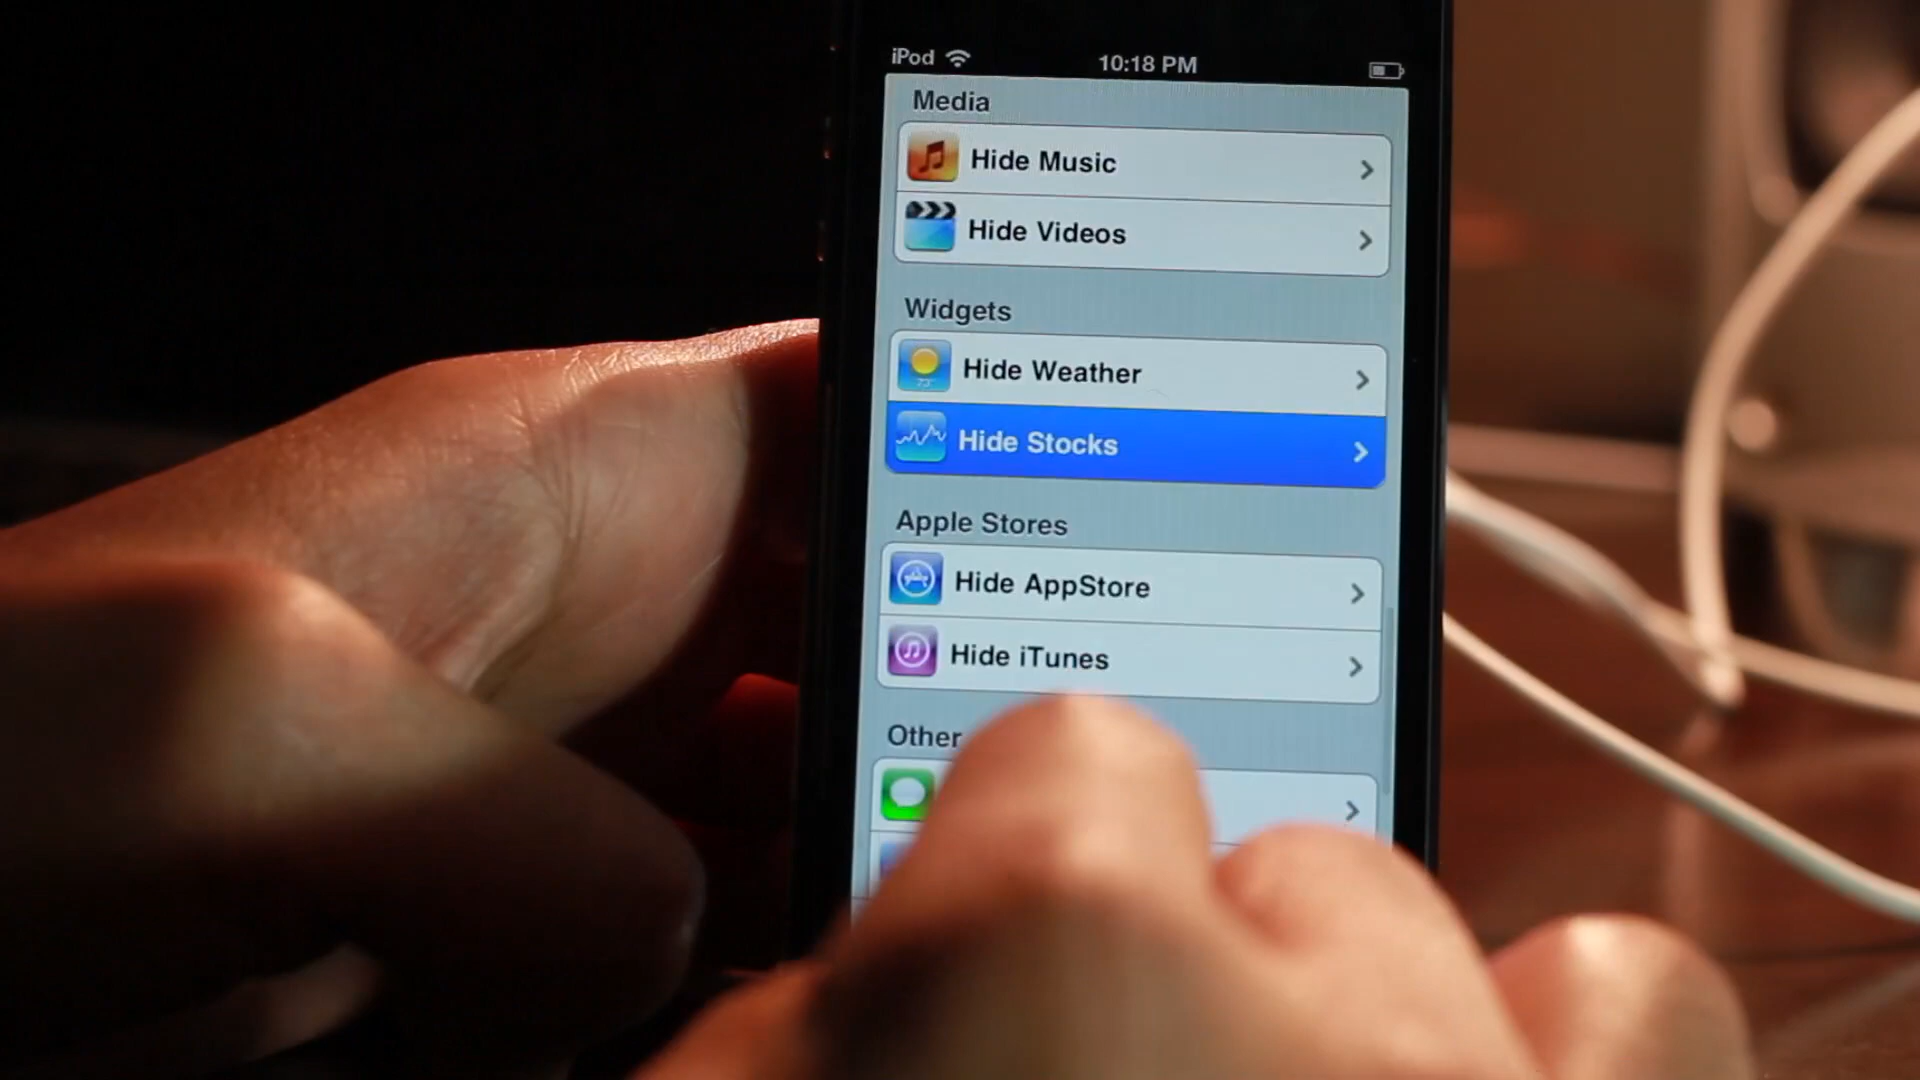 iPod 10:18 PM
Media
Hide Music
Hide Videos
Widgets
Hide Weather
Hide Stocks
Apple Stores
Hide AppStore
Hide iTunes
Other